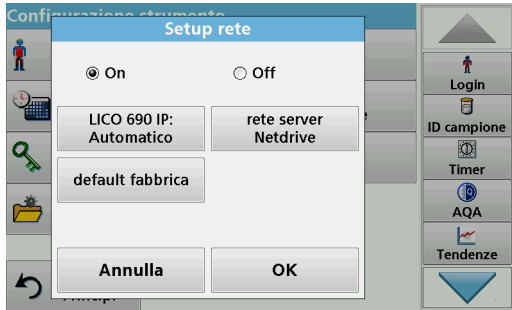 Configurazione strumento
Setup rete
On
Off
LICO 690 IP:
Automatico
rete server
Netdrive
default fabbrica
Annulla
OK
Login
ID campione
Timer
AQA
Tendenze